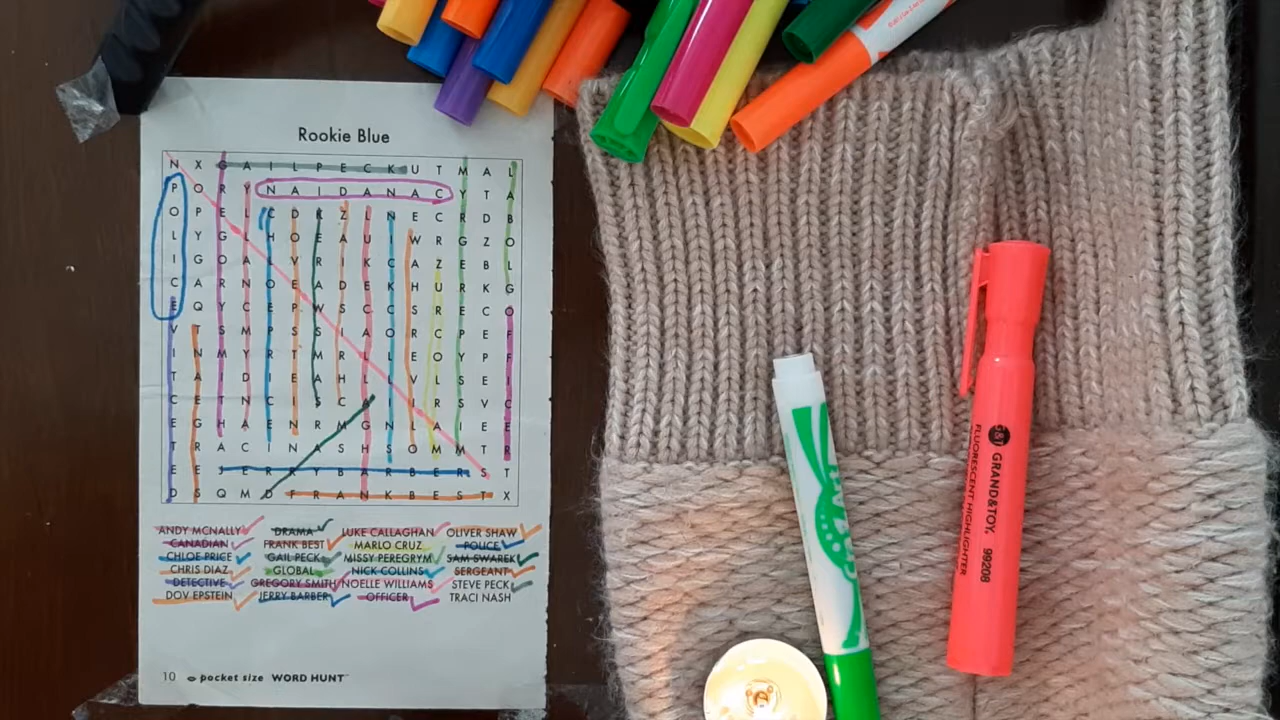 Rookie Blue
N X G A I L P E C K U T M A L
P O R Y N A I D A N A C Y T A
O P E L C D K Z L N E C R D B
L Y G L H O E A U I W R G Z O
I G O A L V R I K C A Z E B L
C A R N O E A D E K H U R K G
E Q Y C E P W S C C S R E C O
V T S M P S S I A O R C P E F
I N M Y R T M R L L E O Y P F
T A I D I E A H L L V L S E I
C E T N C I S C A I I R S V C
E G H A E N R M G N L A I E E
T R A C I N A S H S O M M T R
E E J E R R Y B A R B E R S T
D S Q M D F R A N K B E S T X
ANDY MCNALLY DRAMA LUKE CALLAGHAN OLIVER SHAW
CANADIAN FRANK BEST MARLO CRUZ POLICE
CHLOE PRICE GAIL PECK MISSY PEREGRYM SAM SWAREK
CHRIS DIAZ GLOBAL NICK COLLINS SERGEANT
DETECTIVE GREGORY SMITH NOELLE WILLIAMS STEVE PECK
DOV EPSTEIN JERRY BARBER OFFICER TRACI NASH
10 pocket size WORD HUNT
G&T GRAND&TOY. 99208
FLUORESCENT HIGHLIGHTER